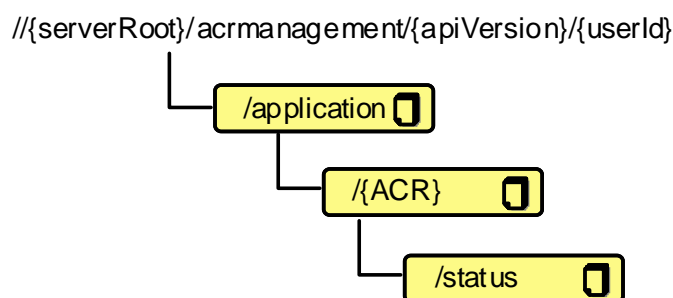 //{serverRoot}/acrmanagement/{apiVersion}/{userId}
/application
/{ACR}
/status